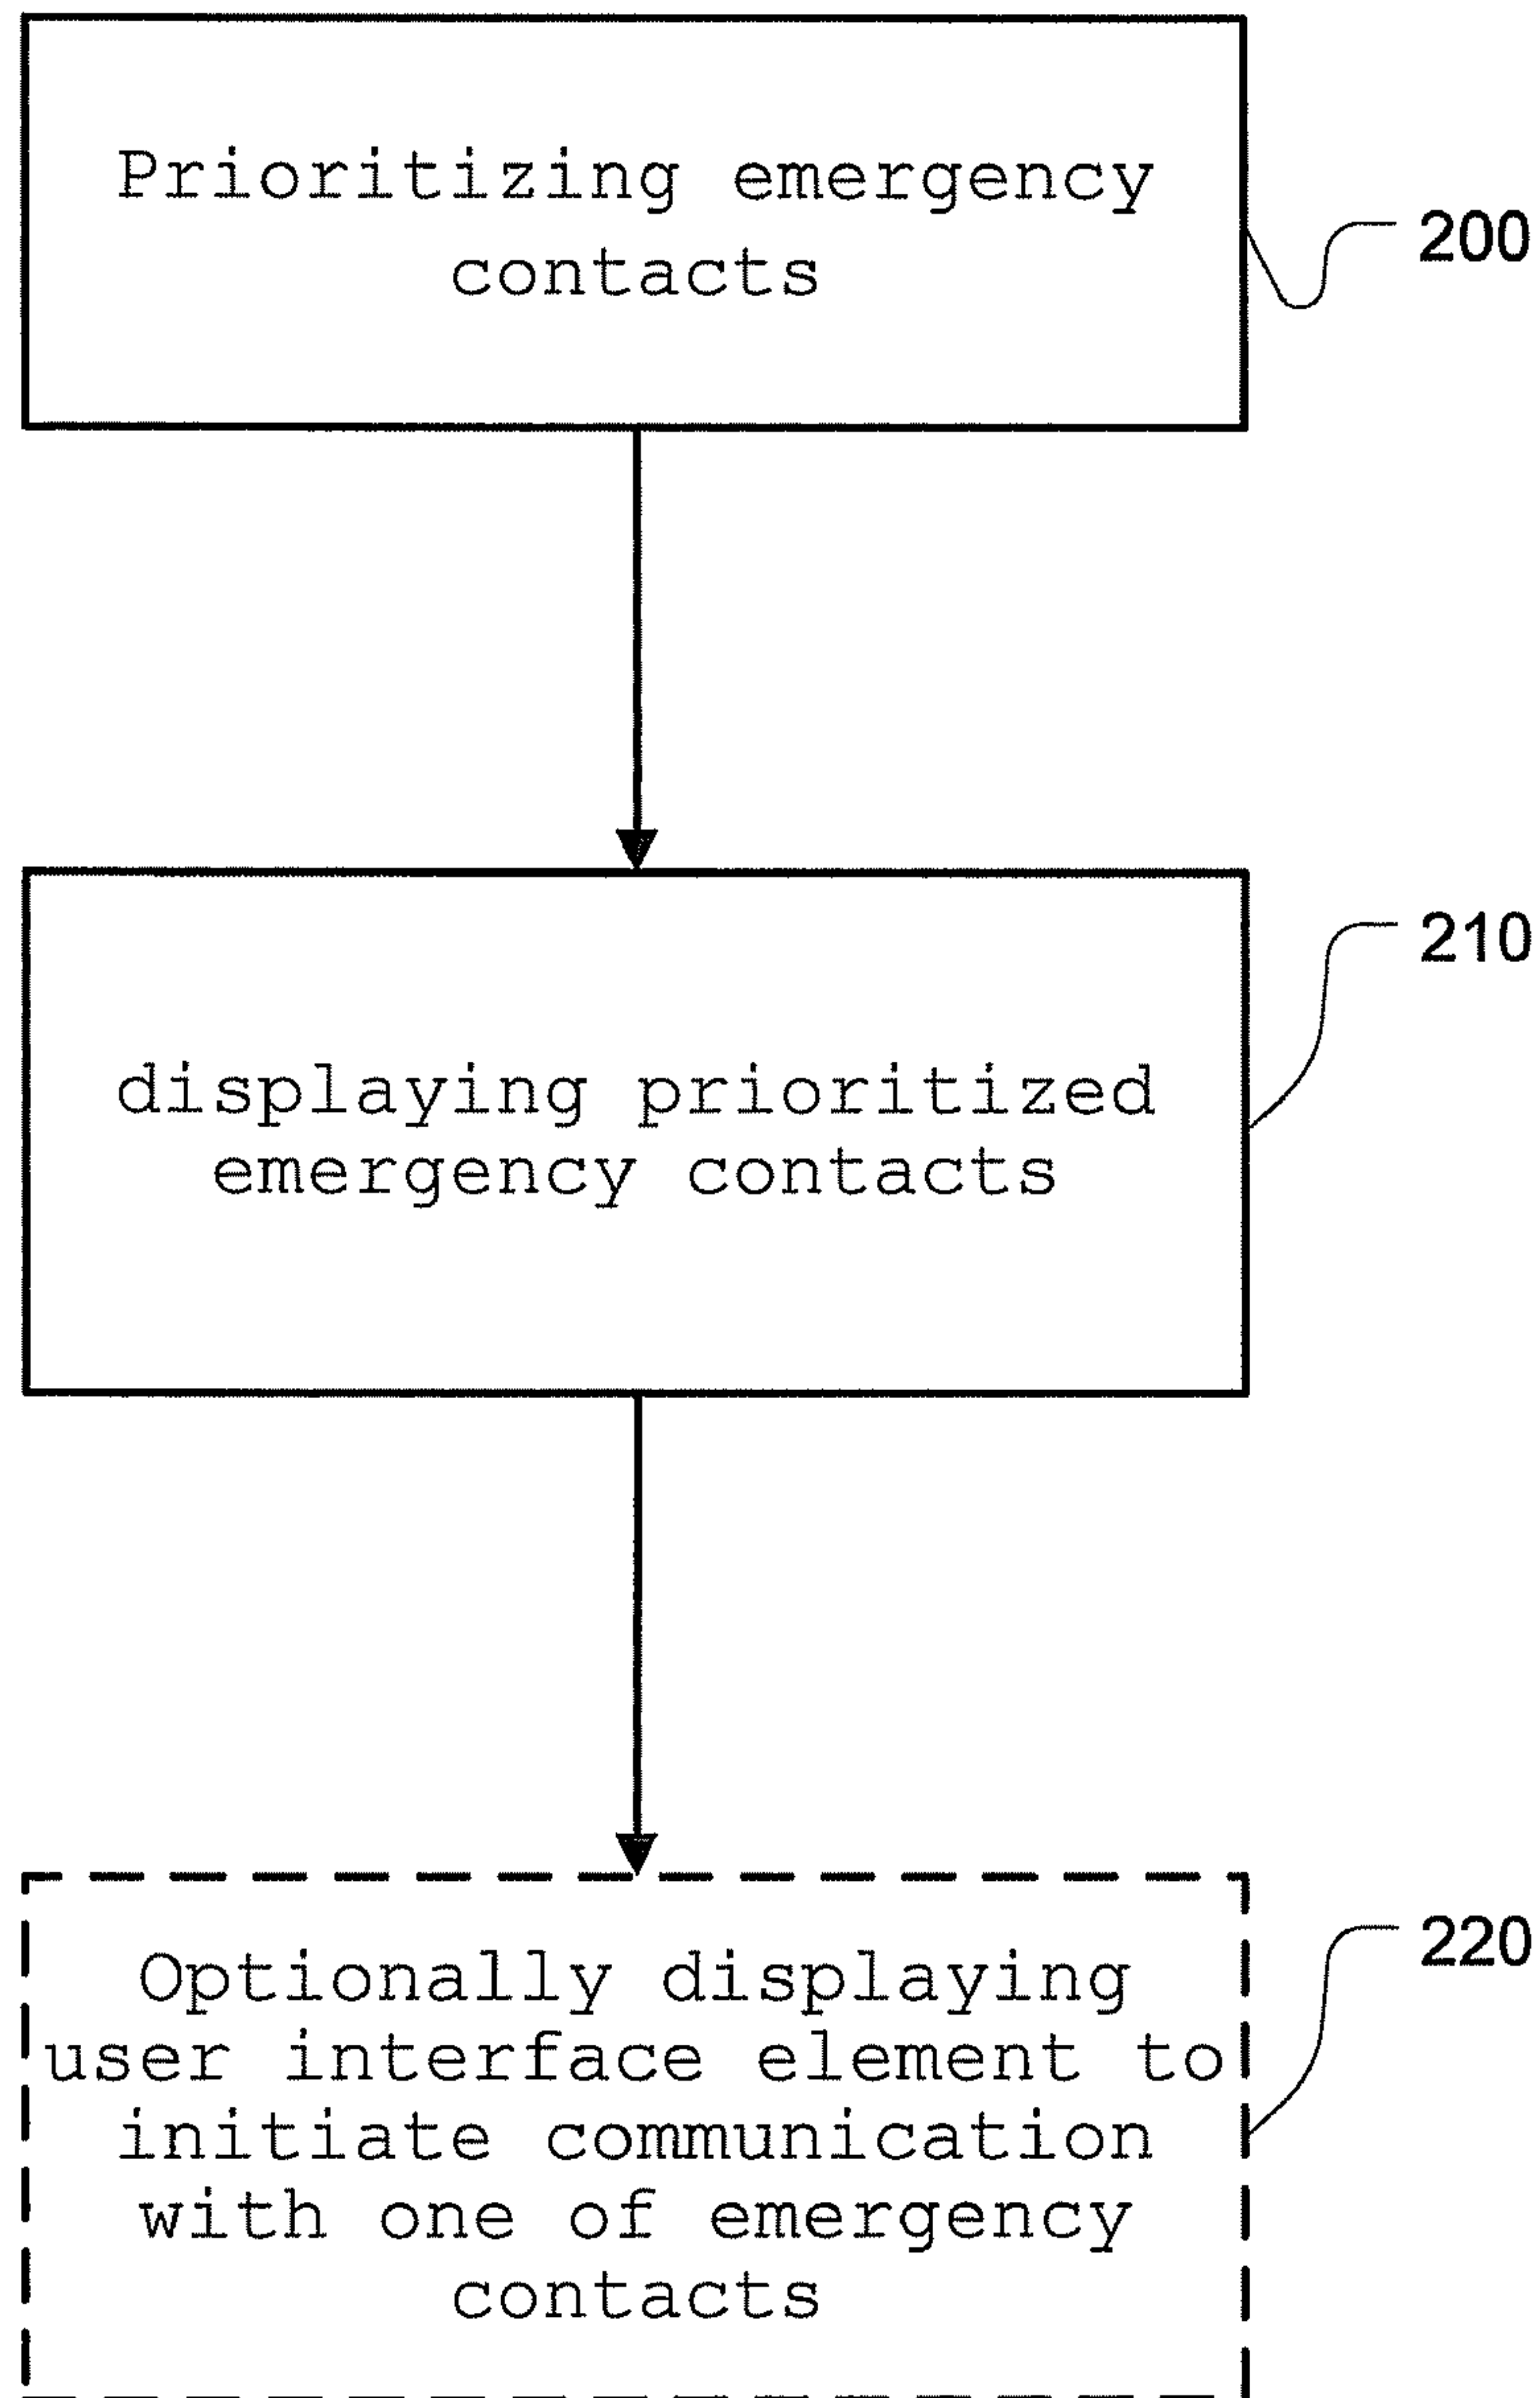 Prioritizing emergency
contacts
200
displaying prioritized
emergency contacts
210
Optionally displaying
user interface element to
initiate communication
with one of emergency
contacts
220